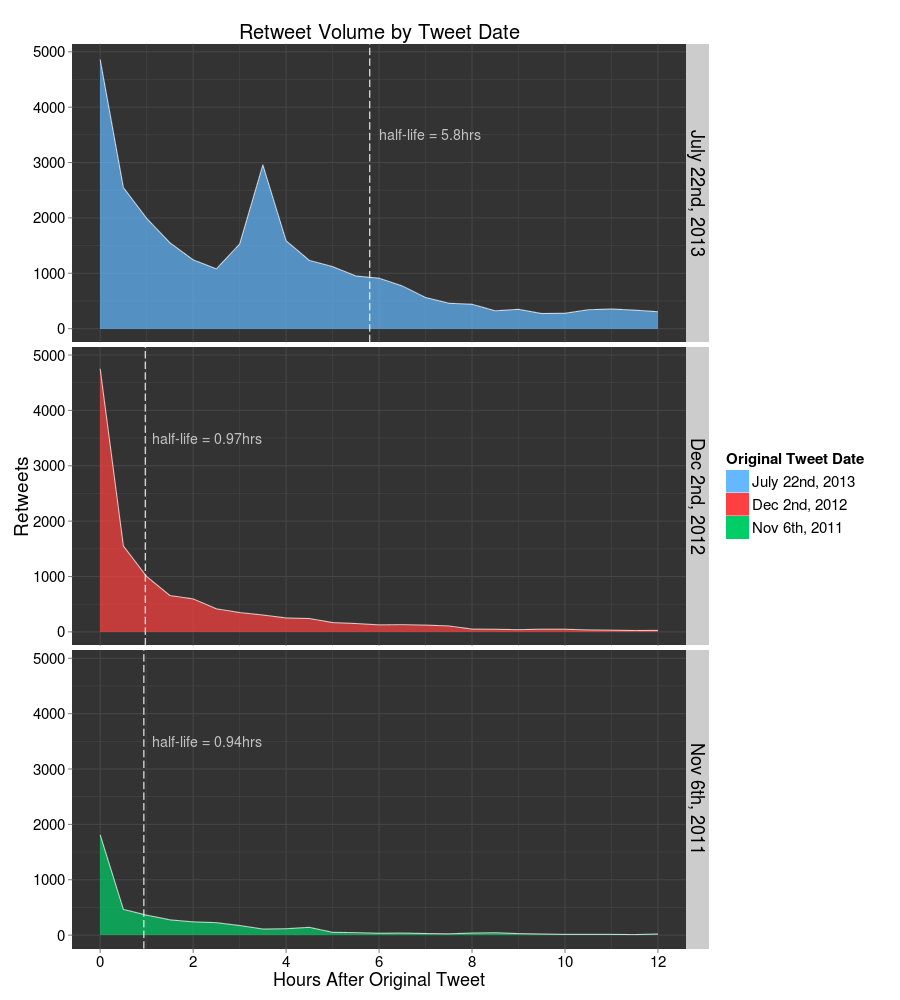 Retweet Volume by Tweet Date
5000
4000
3000
2000
1000
0
half-life = 5.8hrs
July 22nd, 2013
5000
4000
3000
2000
1000
0
half-life = 0.97hrs
Dec 2nd, 2012
5000
4000
3000
2000
1000
0
half-life = 0.94hrs
Nov 6th, 2011
Retweets
0 2 4 6 8 10 12
Hours After Original Tweet
Original Tweet Date
July 22nd, 2013
Dec 2nd, 2012
Nov 6th, 2011